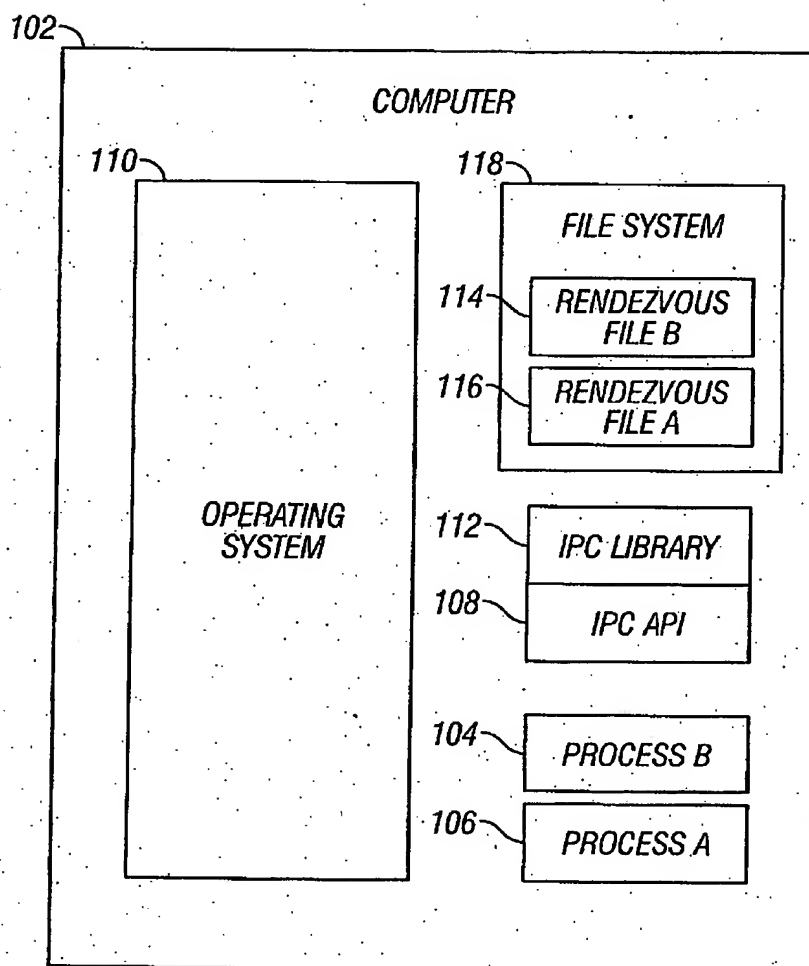 102
COMPUTER
110
118
FILE SYSTEM
114
RENDEZVOUS
FILE B
116
RENDEZVOUS
FILE A
OPERATING
SYSTEM
112
IPC LIBRARY
108
IPC API
104
PROCESS B
106
PROCESS A